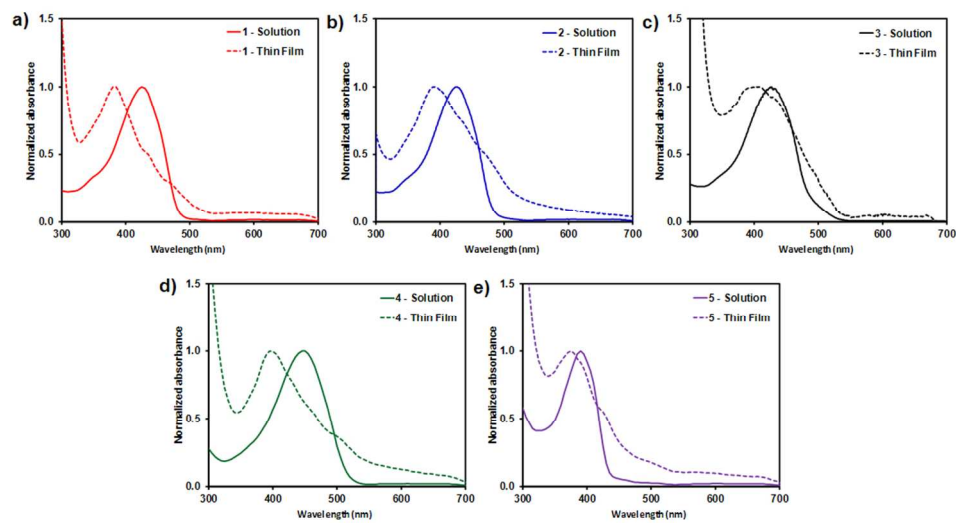 a)
1.5
1.0
0.5
0.0
Normalized absorbance
1 - Solution
1 - Thin Film
300 400 500 600 700
Wavelength (nm)
b)
1.5
1.0
0.5
0.0
Normalized absorbance
2 - Solution
2 - Thin Film
300 400 500 600 700
Wavelength (nm)
c)
1.5
1.0
0.5
0.0
Normalized absorbance
3 - Solution
3 - Thin Film
300 400 500 600 700
Wavelength (nm)
d)
1.5
1.0
0.5
0.0
Normalized absorbance
4 - Solution
4 - Thin Film
300 400 500 600 700
Wavelength (nm)
e)
1.5
1.0
0.5
0.0
Normalized absorbance
5 - Solution
5 - Thin Film
300 400 500 600 700
Wavelength (nm)